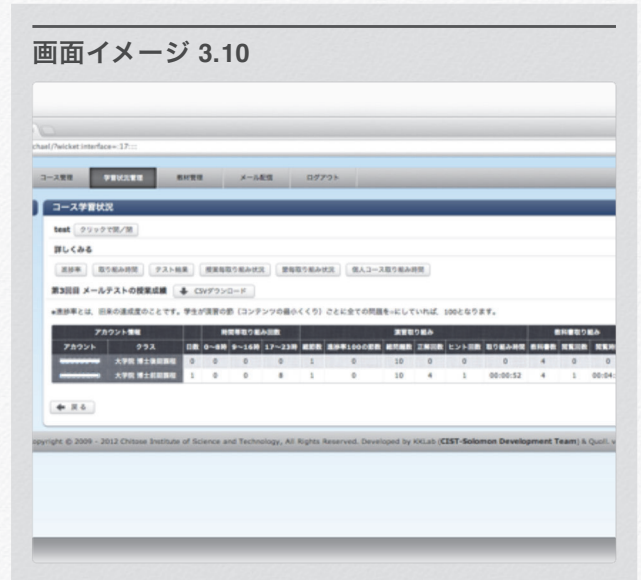 画面イメージ 3.10
chael/?wicket:interface=:17::::
コース管理 学習状況管理 教材管理 メール配信 ログアウト
コース学習状況
test クリックで開/閉
詳しくみる
進捗率 取り組み時間 テスト結果 授業毎取り組み状況 章毎取り組み状況 個人コース取り組み時間
第3回目 メールテストの授業成績 CSVダウンロード
※進捗率とは、日来の達成度のことです。学生が演習の節（コンテンツの最小くくり）ごとに全ての問題を○にしていれば、100となります。
アカウント情報 時間帯取り組み回数 演習取り組み 教科書取り組み
アカウント クラス 日数 0〜8時 9〜16時 17〜23時 総節数 進捗率100の節数 総問題数 正解回数 ヒント回数 取り組み時間 教科書数 閲覧回数 閲覧時
大学院 博士後期課程 0 0 0 0 1 0 10 0 0 0 4 0
大学院 博士前期課程 1 0 0 8 1 0 10 4 1 00:00:52 4 1 00:04:
戻る
opyright © 2009 - 2012 Chitose Institute of Science and Technology, All Rights Reserved. Developed by KKLab (CIST-Solomon Development Team) & Quoll. v